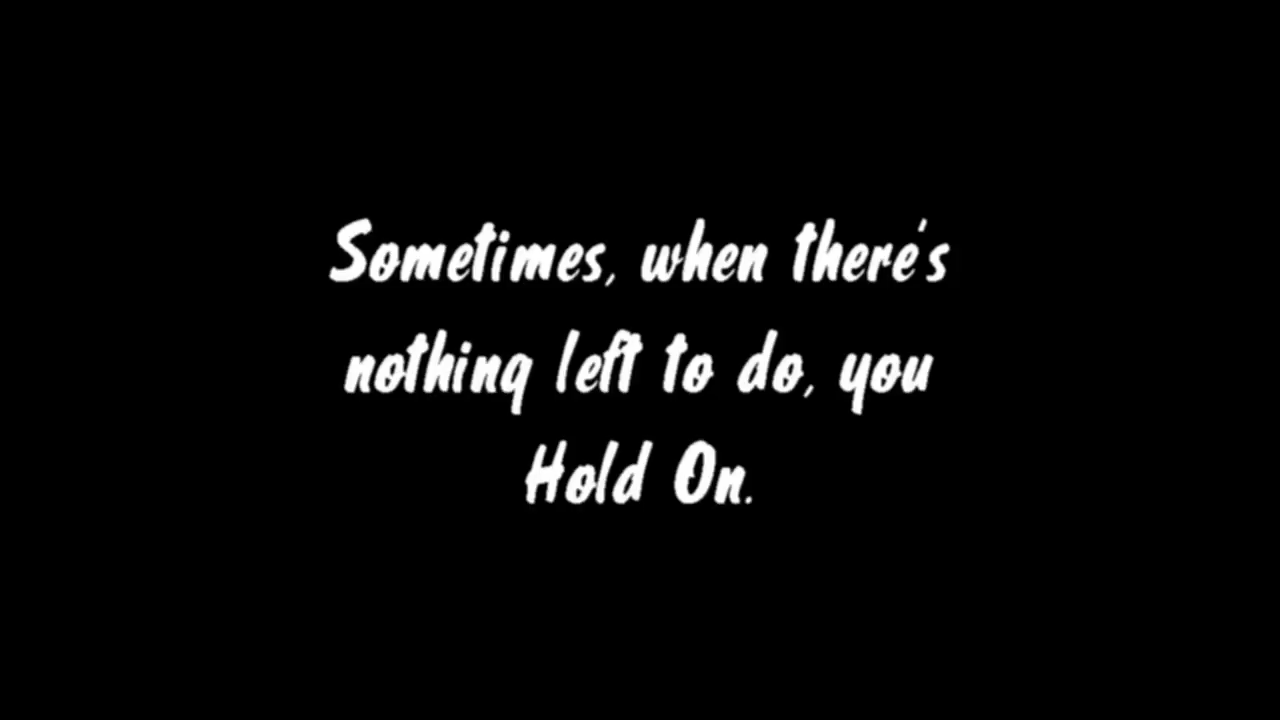 Sometimes, when there's
nothing left to do, you
Hold On.